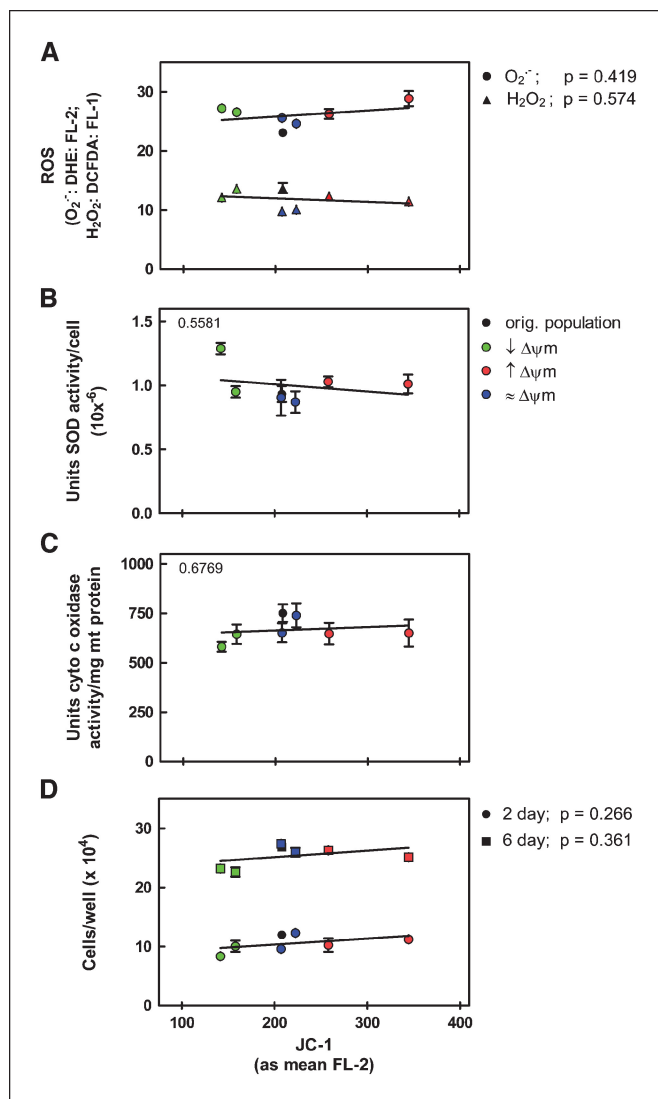 A
ROS
(O₂˙⁻: DHE: FL-2;
H₂O₂: DCFDA: FL-1)
30
20
10
0
O₂˙⁻; p = 0.419
H₂O₂; p = 0.574
B
Units SOD activity/cell
(10x⁻⁶)
1.5
1.0
0.5
0.0
0.5581
orig. population
↓ Δψm
↑ Δψm
≈ Δψm
C
Units cyto c oxidase
activity/mg mt protein
1000
750
500
250
0
0.6769
D
Cells/well (x 10⁴)
30
20
10
0
2 day; p = 0.266
6 day; p = 0.361
100 200 300 400
JC-1
(as mean FL-2)